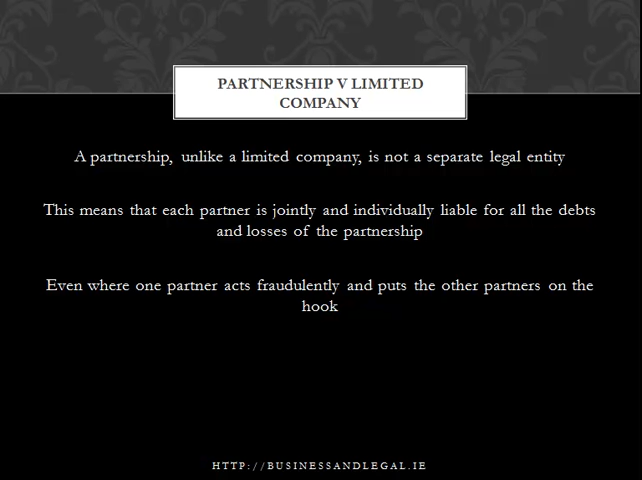 PARTNERSHIP V LIMITED
COMPANY
A partnership, unlike a limited company, is not a separate legal entity
This means that each partner is jointly and individually liable for all the debts
and losses of the partnership
Even where one partner acts fraudulently and puts the other partners on the
hook
HTTP://BUSINESSANDLEGAL.IE